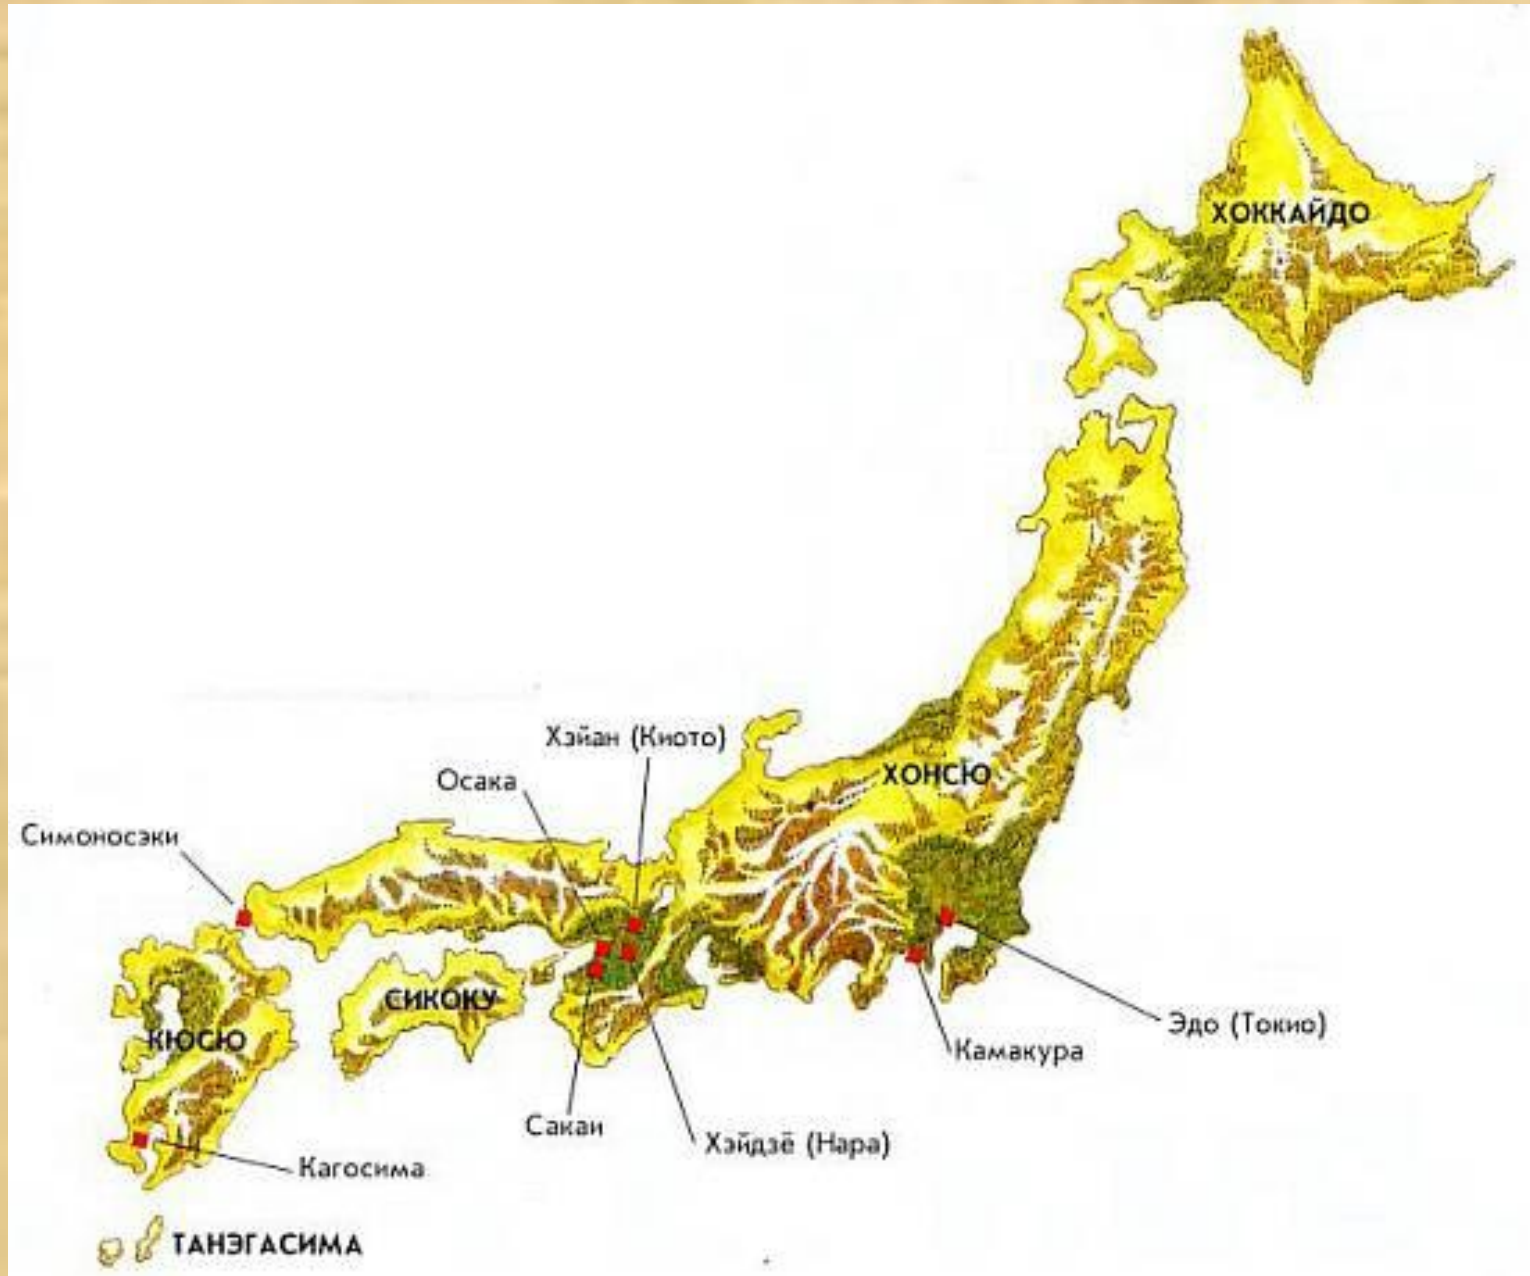 ХОККАЙДО
Хэйан (Киото)
ХОНСЮ
Осака
Симоносэки
СИКОКУ
КЮСЮ
Эдо (Токио)
Камакура
Сакаи
Хэйдзё (Нара)
Кагосима
ТАНЭГАСИМА